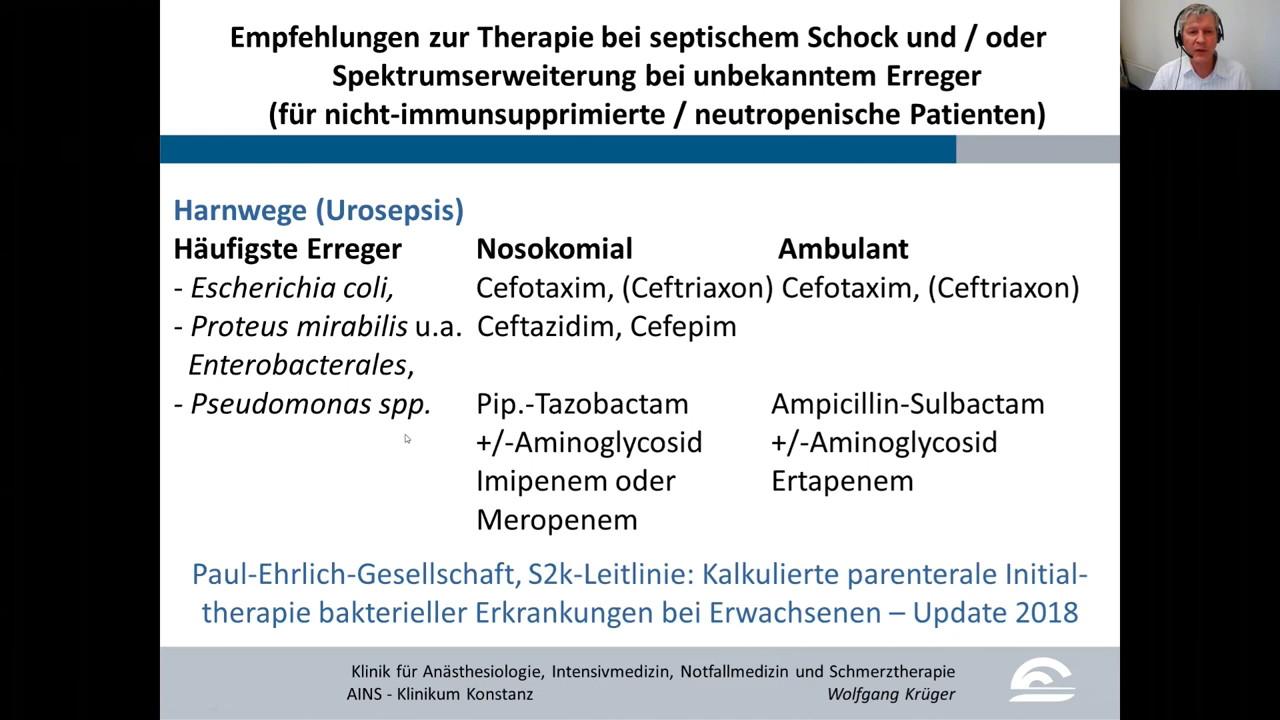 Empfehlungen zur Therapie bei septischem Schock und / oder
Spektrumserweiterung bei unbekanntem Erreger
(für nicht-immunsupprimierte / neutropenische Patienten)
Harnwege (Urosepsis)
Häufigste Erreger Nosokomial Ambulant
- Escherichia coli, Cefotaxim, (Ceftriaxon) Cefotaxim, (Ceftriaxon)
- Proteus mirabilis u.a. Ceftazidim, Cefepim
Enterobacterales,
- Pseudomonas spp. Pip.-Tazobactam Ampicillin-Sulbactam
+/-Aminoglycosid +/-Aminoglycosid
Imipenem oder Ertapenem
Meropenem
Paul-Ehrlich-Gesellschaft, S2k-Leitlinie: Kalkulierte parenterale Initial-
therapie bakterieller Erkrankungen bei Erwachsenen – Update 2018
Klinik für Anästhesiologie, Intensivmedizin, Notfallmedizin und Schmerztherapie
AINS - Klinikum Konstanz Wolfgang Krüger